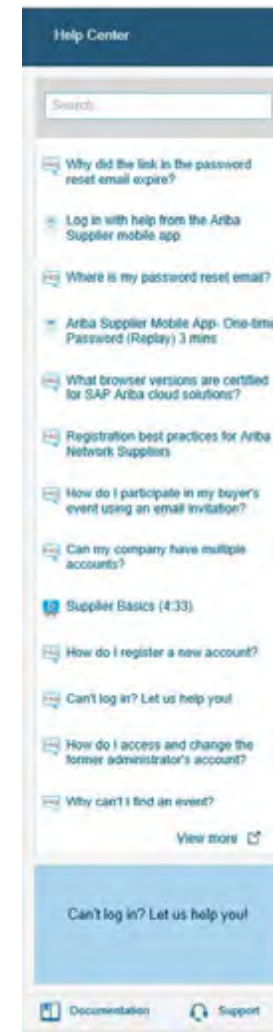 Help Center
Search...
Why did the link in the password
reset email expire?
Log in with help from the Ariba
Supplier mobile app
Where is my password reset email?
Ariba Supplier Mobile App- One-time
Password (Replay) 3 mins
What browser versions are certified
for SAP Ariba cloud solutions?
Registration best practices for Ariba
Network Suppliers
How do I participate in my buyer's
event using an email invitation?
Can my company have multiple
accounts?
Supplier Basics (4:33)
How do I register a new account?
Can't log in? Let us help you!
How do I access and change the
former administrator's account?
Why can't I find an event?
View more
Can't log in? Let us help you!
Documentation
Support